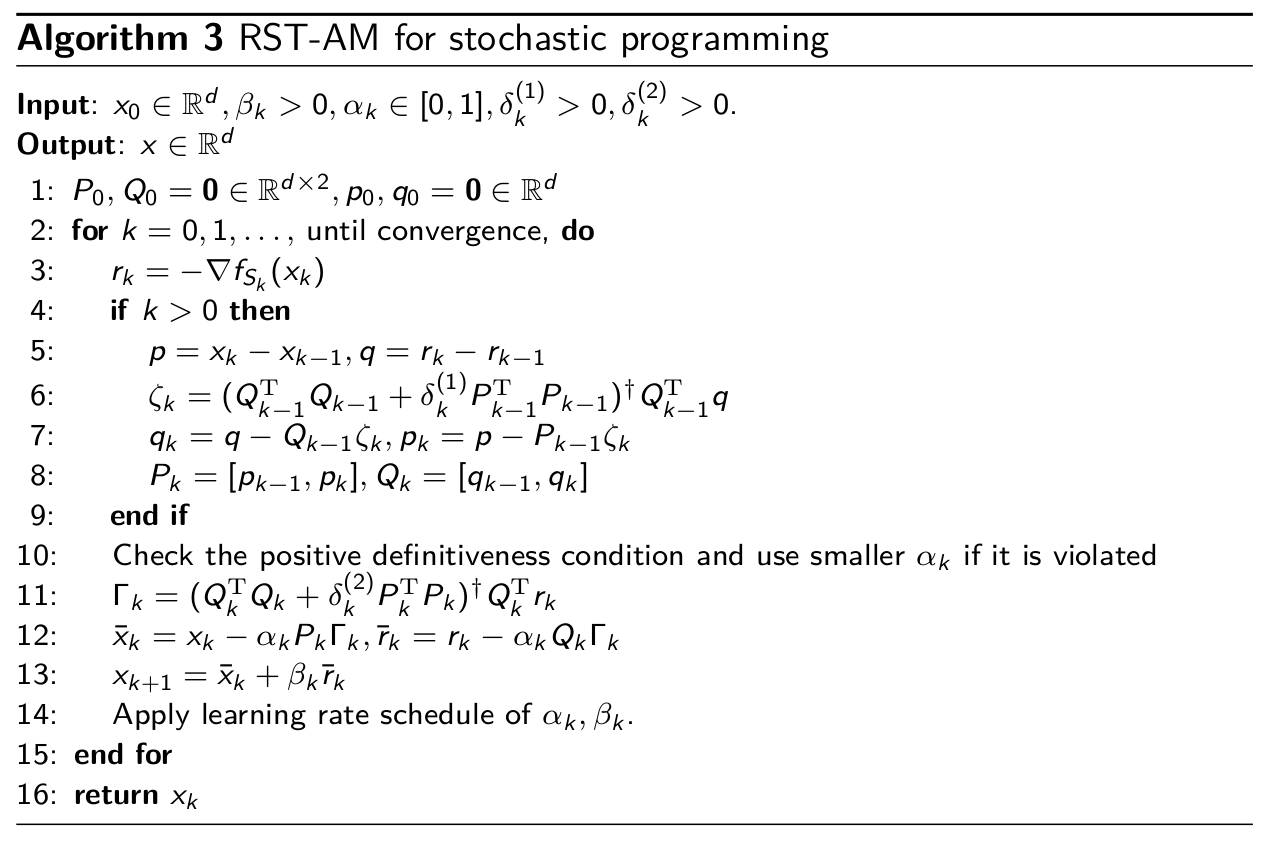 Algorithm 3 RST-AM for stochastic programming
Input: $x_0 \in \mathbb{R}^d, \beta_k > 0, \alpha_k \in [0, 1], \delta_k^{(1)} > 0, \delta_k^{(2)} > 0.$
Output: $x \in \mathbb{R}^d$
1: $P_0, Q_0 = \mathbf{0} \in \mathbb{R}^{d \times 2}, p_0, q_0 = \mathbf{0} \in \mathbb{R}^d$
2: for $k = 0, 1, \ldots,$ until convergence, do
3: $r_k = -\nabla f_{S_k}(x_k)$
4: if $k > 0$ then
5: $p = x_k - x_{k-1}, q = r_k - r_{k-1}$
6: $\zeta_k = (Q_{k-1}^{\mathrm{T}} Q_{k-1} + \delta_k^{(1)} P_{k-1}^{\mathrm{T}} P_{k-1})^{\dagger} Q_{k-1}^{\mathrm{T}} q$
7: $q_k = q - Q_{k-1}\zeta_k, p_k = p - P_{k-1}\zeta_k$
8: $P_k = [p_{k-1}, p_k], Q_k = [q_{k-1}, q_k]$
9: end if
10: Check the positive definitiveness condition and use smaller $\alpha_k$ if it is violated
11: $\Gamma_k = (Q_k^{\mathrm{T}} Q_k + \delta_k^{(2)} P_k^{\mathrm{T}} P_k)^{\dagger} Q_k^{\mathrm{T}} r_k$
12: $\bar{x}_k = x_k - \alpha_k P_k \Gamma_k, \bar{r}_k = r_k - \alpha_k Q_k \Gamma_k$
13: $x_{k+1} = \bar{x}_k + \beta_k \bar{r}_k$
14: Apply learning rate schedule of $\alpha_k, \beta_k$.
15: end for
16: return $x_k$